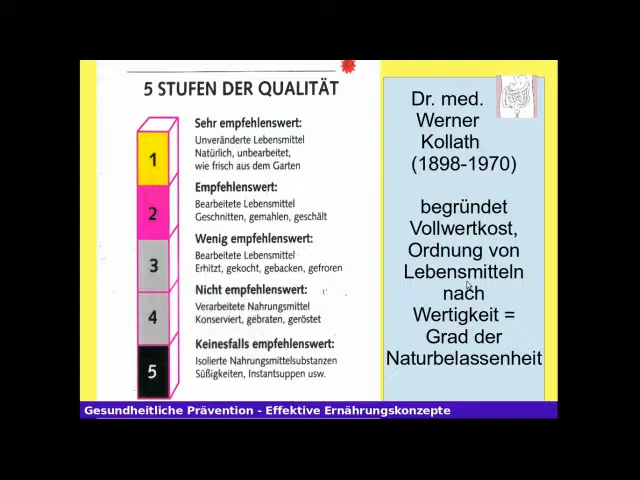 5 STUFEN DER QUALITÄT
Sehr empfehlenswert:
Unveränderte Lebensmittel
Natürlich, unbearbeitet,
wie frisch aus dem Garten
1
Empfehlenswert:
Bearbeitete Lebensmittel
Geschnitten, gemahlen, geschält
2
Wenig empfehlenswert:
Bearbeitete Lebensmittel
Erhitzt, gekocht, gebacken, gefroren
3
Nicht empfehlenswert:
Verarbeitete Nahrungsmittel
Konserviert, gebraten, geröstet
4
Keinesfalls empfehlenswert:
Isolierte Nahrungsmittelsubstanzen
Süßigkeiten, Instantsuppen usw.
5
Dr. med.
Werner
Kollath
(1898-1970)
begründet
Vollwertkost,
Ordnung von
Lebensmitteln
nach
Wertigkeit =
Grad der
Naturbelassenheit
Gesundheitliche Prävention - Effektive Ernährungskonzepte